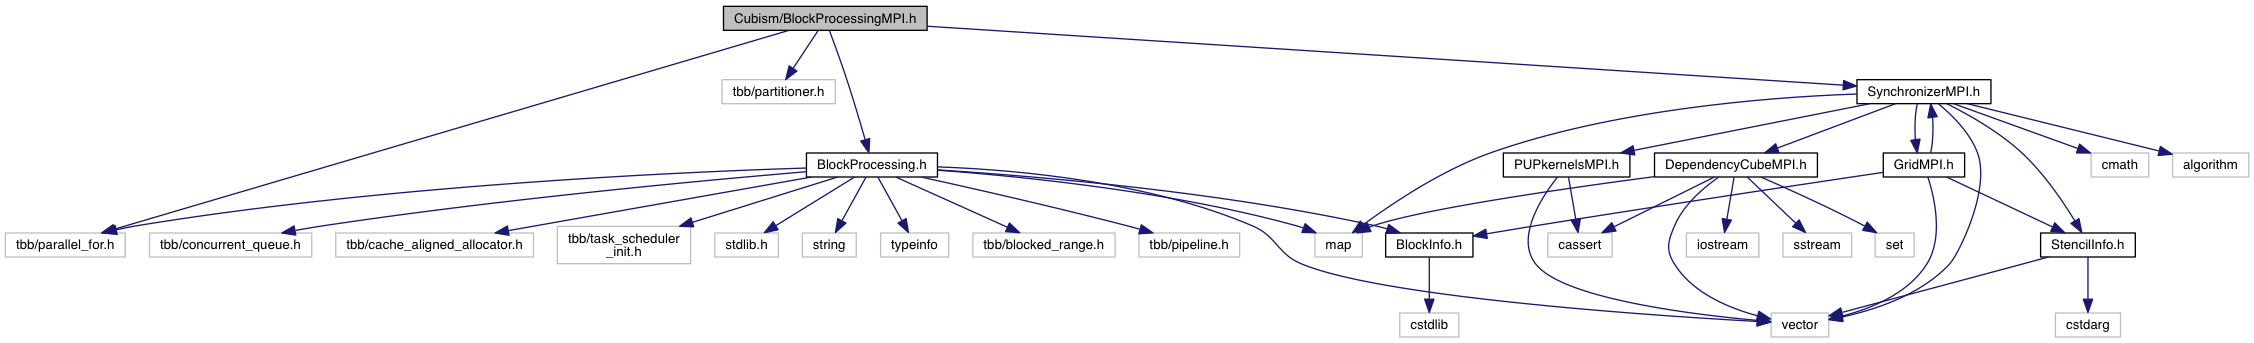 Cubism/BlockProcessingMPI.h
tbb/partitioner.h
SynchronizerMPI.h
BlockProcessing.h
PUPkernelsMPI.h
DependencyCubeMPI.h
GridMPI.h
cmath
algorithm
tbb/parallel_for.h
tbb/concurrent_queue.h
tbb/cache_aligned_allocator.h
tbb/task_scheduler
_init.h
stdlib.h
string
typeinfo
tbb/blocked_range.h
tbb/pipeline.h
map
BlockInfo.h
cassert
iostream
sstream
set
StencilInfo.h
cstdlib
vector
cstdarg